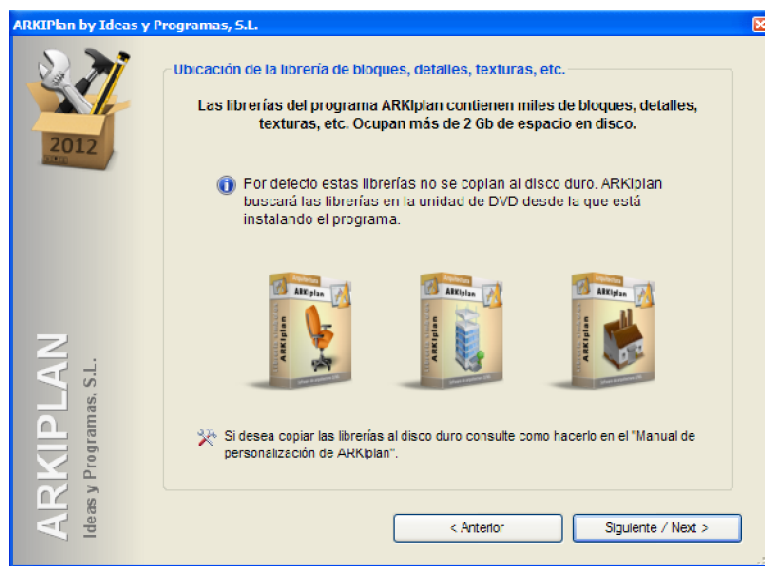 ARKIPlan by Ideas y Programas, S.L.
2012
ARKIPLAN
Ideas y Programas. S.L.
Ubicación de la librería de bloques, detalles, texturas, etc.
Las librerías del programa ARKIplan contienen miles de bloques, detalles,
texturas, etc. Ocupan más de 2 Gb de espacio en disco.
Por defecto estas librerías no se copian al disco duro. ARKIplan
buscará las librerías en la unidad de DVD desde la que está
instalando el programa.
ARKIplan
ARKIplan
ARKIplan
ARKIplan
ARKIplan
ARKIplan
Si desea copiar las librerías al disco duro consulte como hacerlo en el "Manual de
personalización de ARKIplan".
< Anterior
Siguiente / Next >